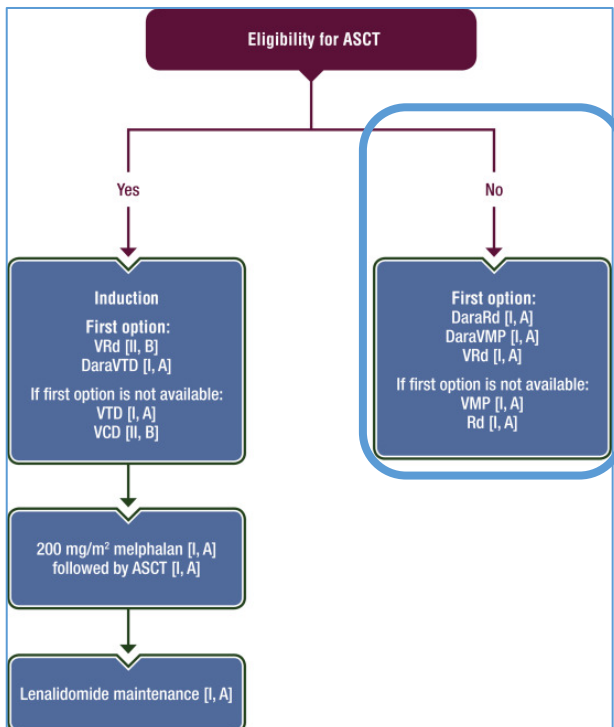 Eligibility for ASCT
Yes
No
Induction
First option:
VRd [II, B]
DaraVTD [I, A]
If first option is not available:
VTD [I, A]
VCD [II, B]
First option:
DaraRd [I, A]
DaraVMP [I, A]
VRd [I, A]
If first option is not available:
VMP [I, A]
Rd [I, A]
200 mg/m² melphalan [I, A]
followed by ASCT [I, A]
Lenalidomide maintenance [I, A]